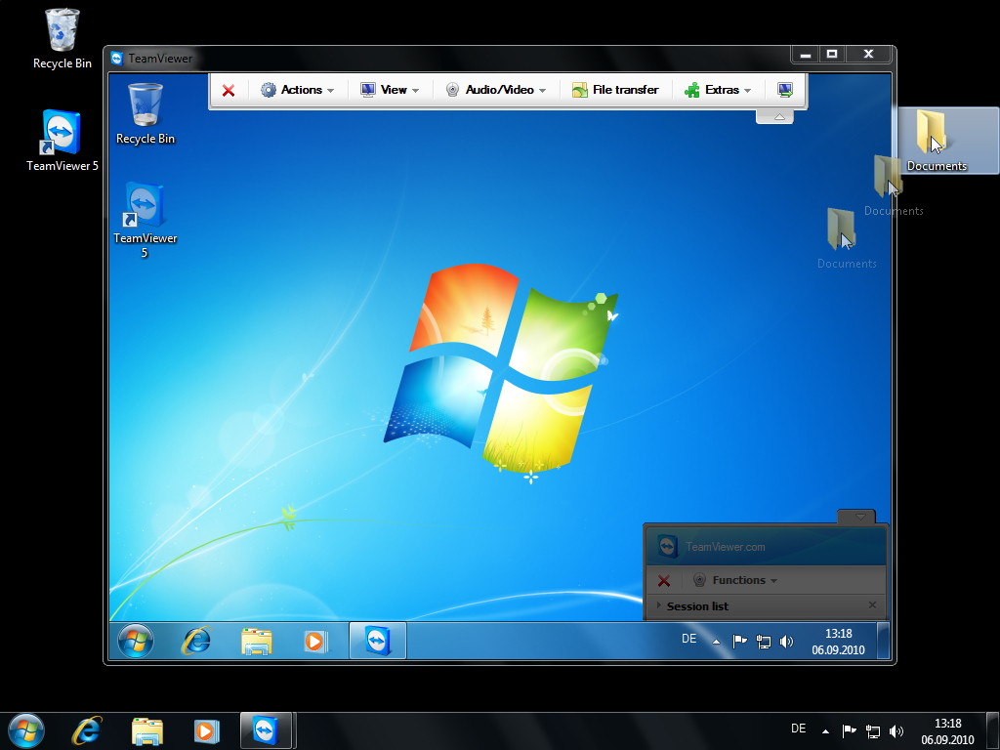 Recycle Bin
TeamViewer 5
TeamViewer
Actions
View
Audio/Video
File transfer
Extras
Recycle Bin
TeamViewer
5
Documents
Documents
Documents
TeamViewer.com
Functions
Session list
DE
13:18
06.09.2010
DE
13:18
06.09.2010